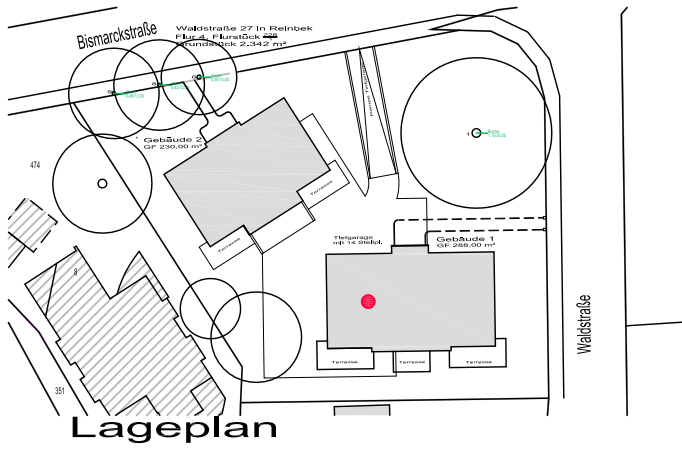 Bismarckstraße
Waldstraße 27 in Reinbek
Flur 4, Flurstück
Grundstück 2.342 m²
Gebäude 2
GF 230,00 m²
474
Terrasse
Terrasse
1
Tiefgarage
mit 14 Stellpl.
Gebäude 1
GF 288,00 m²
8
Waldstraße
Terrasse
Terrasse
Terrasse
351
Lageplan